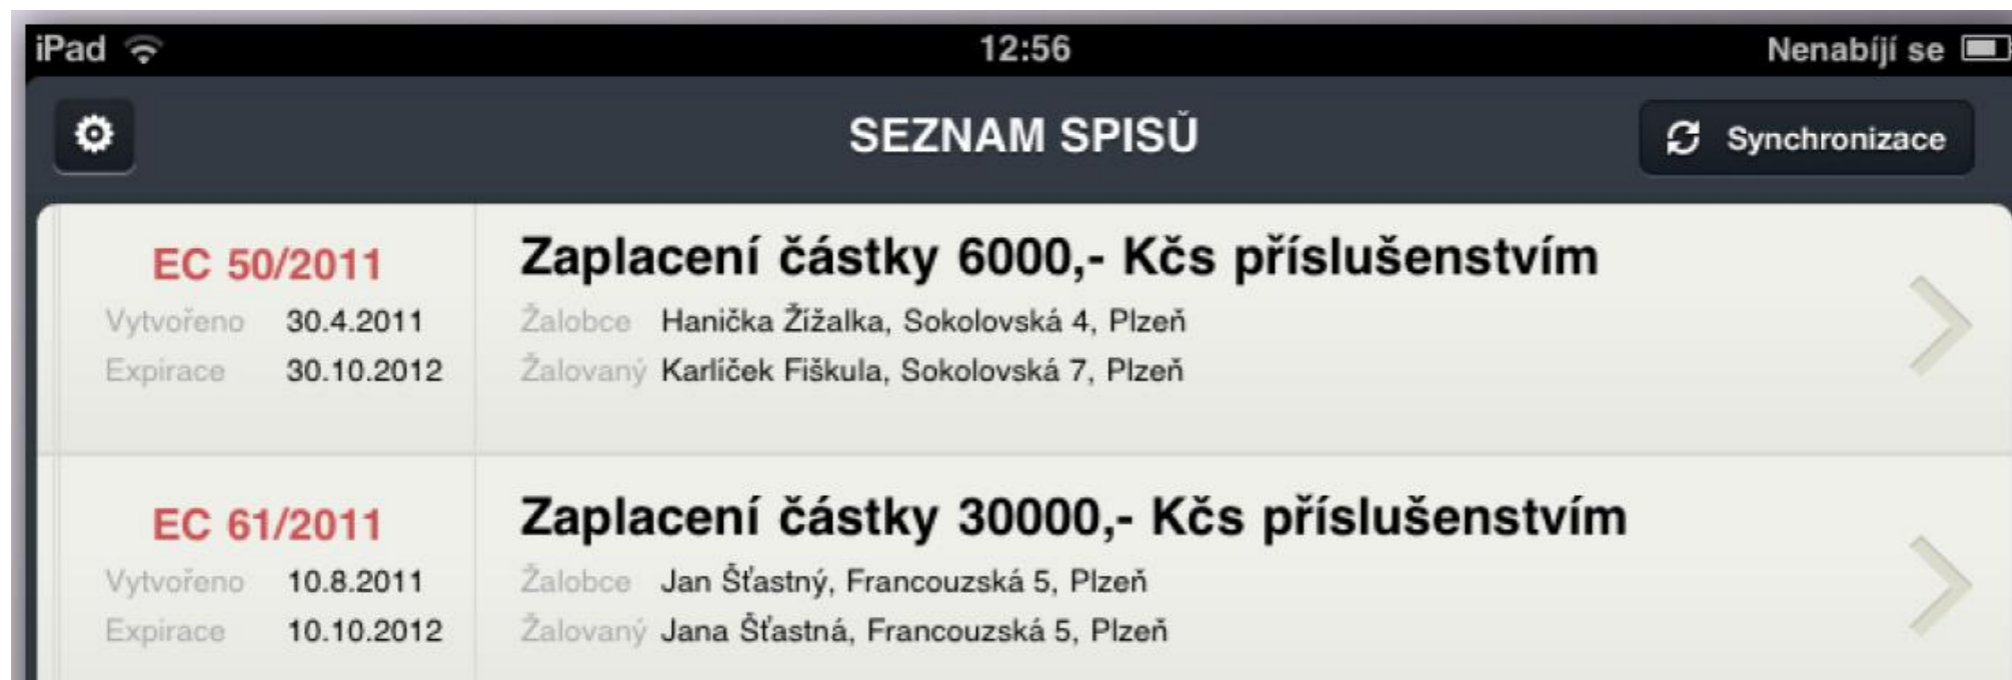 iPad 12:56 Nenabíjí se
SEZNAM SPISŮ Synchronizace
EC 50/2011 Zaplacení částky 6000,- Kčs příslušenstvím
Vytvořeno 30.4.2011 Žalobce Hanička Žížalka, Sokolovská 4, Plzeň
Expirace 30.10.2012 Žalovaný Karlíček Fiškula, Sokolovská 7, Plzeň
EC 61/2011 Zaplacení částky 30000,- Kčs příslušenstvím
Vytvořeno 10.8.2011 Žalobce Jan Šťastný, Francouzská 5, Plzeň
Expirace 10.10.2012 Žalovaný Jana Šťastná, Francouzská 5, Plzeň